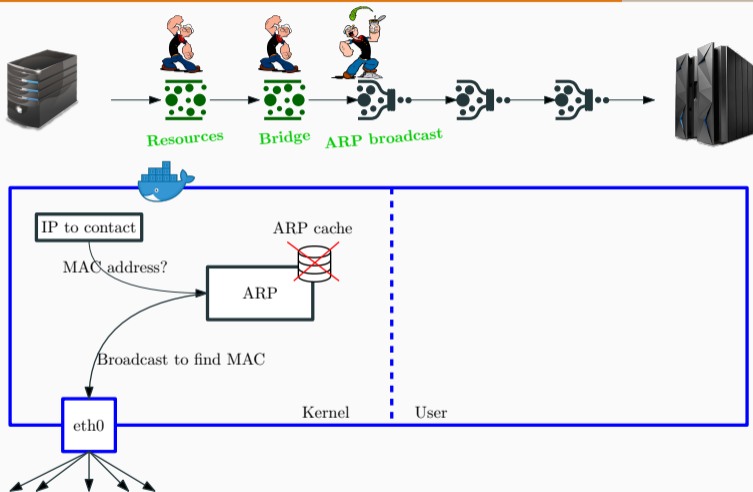 Resources
Bridge
ARP broadcast
IP to contact
ARP cache
MAC address?
ARP
Broadcast to find MAC
Kernel
User
eth0